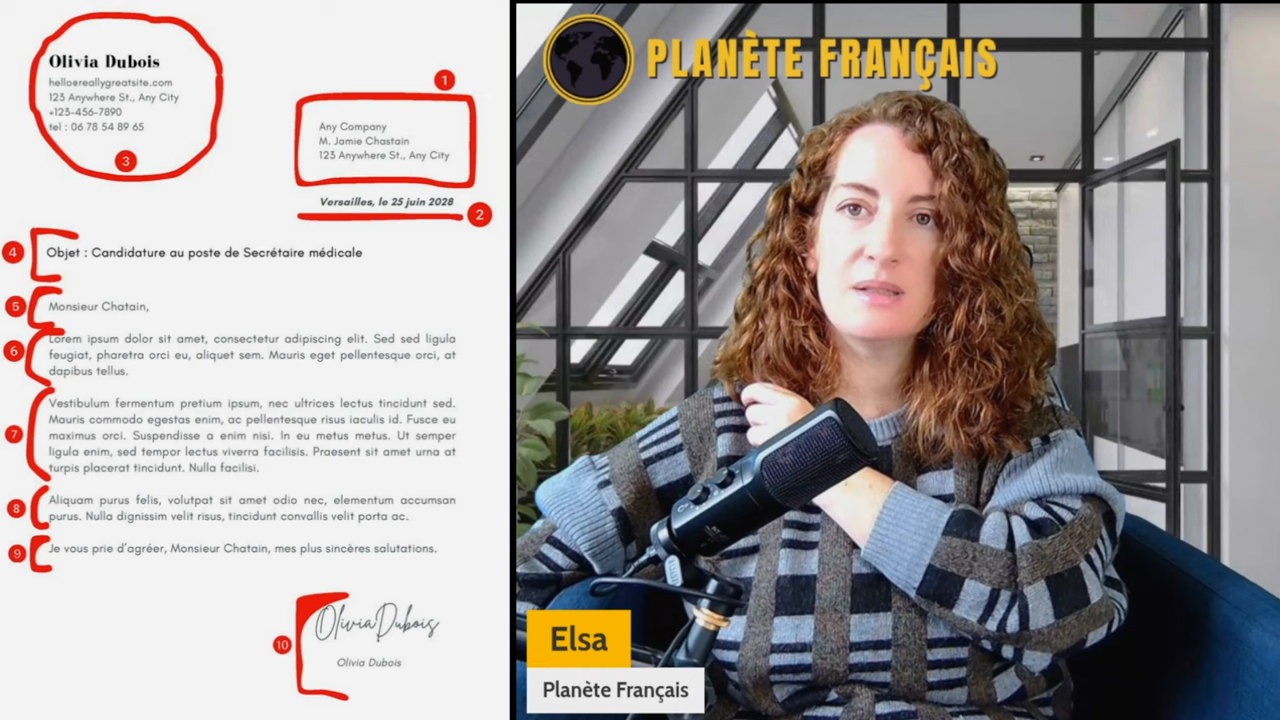 Olivia Dubois
hello@reallygreatsite.com
123 Anywhere St., Any City
+123-456-7890
tel : 06 78 54 89 65
3
1
Any Company
M. Jamie Chastain
123 Anywhere St., Any City
Versailles, le 25 juin 2028
2
4
Objet : Candidature au poste de Secrétaire médicale
5
Monsieur Chatain,
6
Lorem ipsum dolor sit amet, consectetur adipiscing elit. Sed sed ligula
feugiat, pharetra orci eu, aliquet sem. Mauris eget pellentesque orci, at
dapibus tellus.
7
Vestibulum fermentum pretium ipsum, nec ultrices lectus tincidunt sed.
Mauris commodo egestas enim, ac pellentesque risus iaculis id. Fusce eu
maximus orci. Suspendisse a enim nisi. In eu metus metus. Ut semper
ligula enim, sed tempor lectus viverra facilisis. Praesent sit amet urna at
turpis placerat tincidunt. Nulla facilisi.
8
Aliquam purus felis, volutpat sit amet odio nec, elementum accumsan
purus. Nulla dignissim velit risus, tincidunt convallis velit porta ac.
9
Je vous prie d'agréer, Monsieur Chatain, mes plus sincères salutations.
10
Olivia Dubois
Olivia Dubois
PLANÈTE FRANÇAIS
Elsa
Planète Français